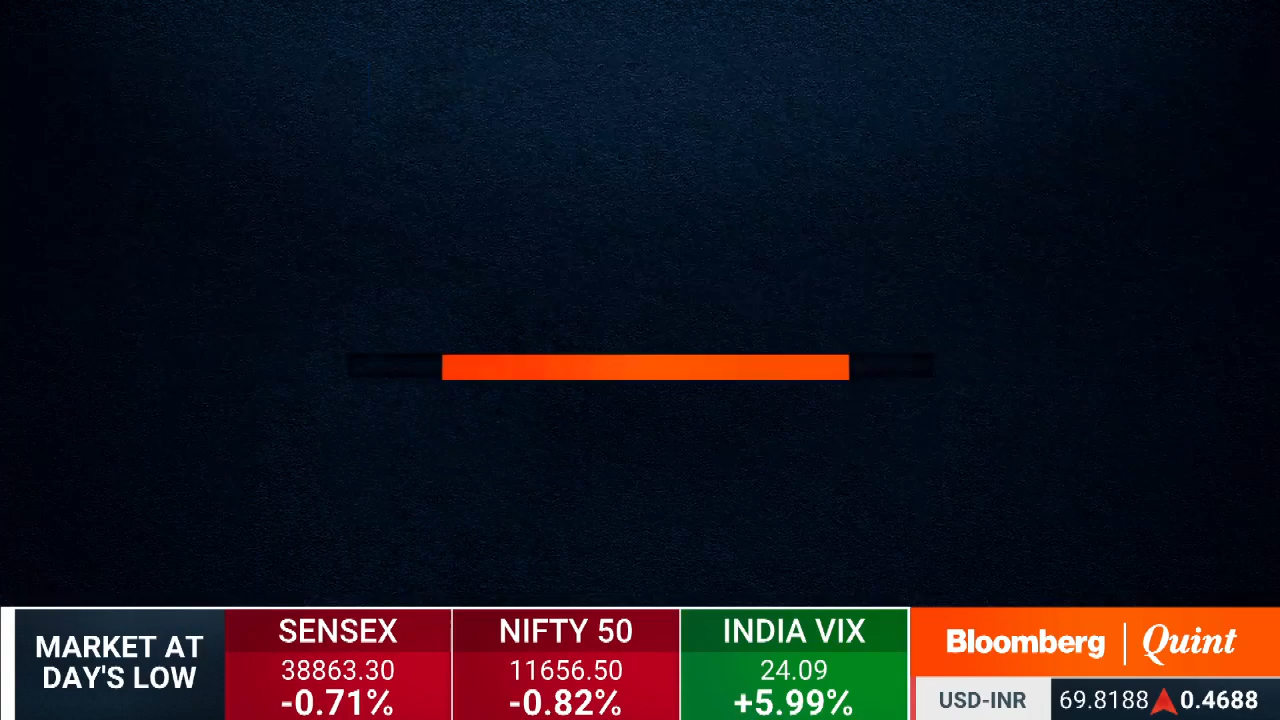 MARKET AT
DAY'S LOW
SENSEX
38863.30
-0.71%
NIFTY 50
11656.50
-0.82%
INDIA VIX
24.09
+5.99%
Bloomberg | Quint
USD-INR 69.8188 ▲ 0.4688